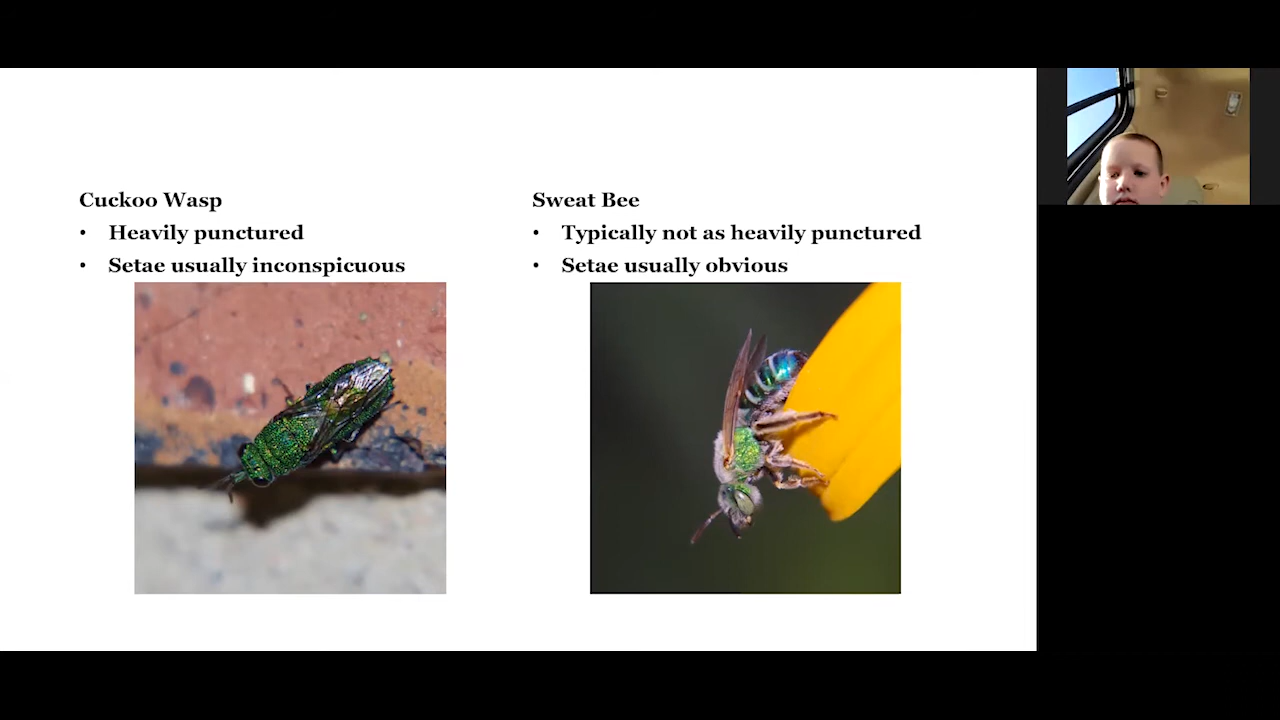 Cuckoo Wasp
• Heavily punctured
• Setae usually inconspicuous
Sweat Bee
• Typically not as heavily punctured
• Setae usually obvious